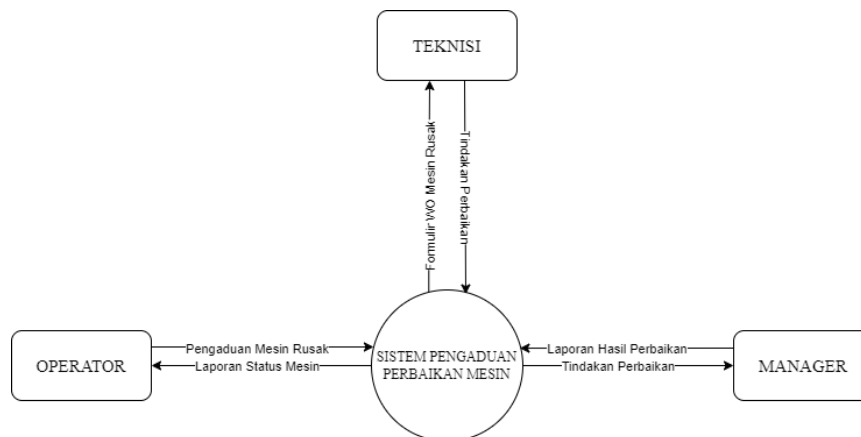 TEKNISI
Formulir WO Mesin Rusak
Tindakan Perbaikan
OPERATOR
Pengaduan Mesin Rusak
Laporan Status Mesin
SISTEM PENGADUAN
PERBAIKAN MESIN
Laporan Hasil Perbaikan
Tindakan Perbaikan
MANAGER